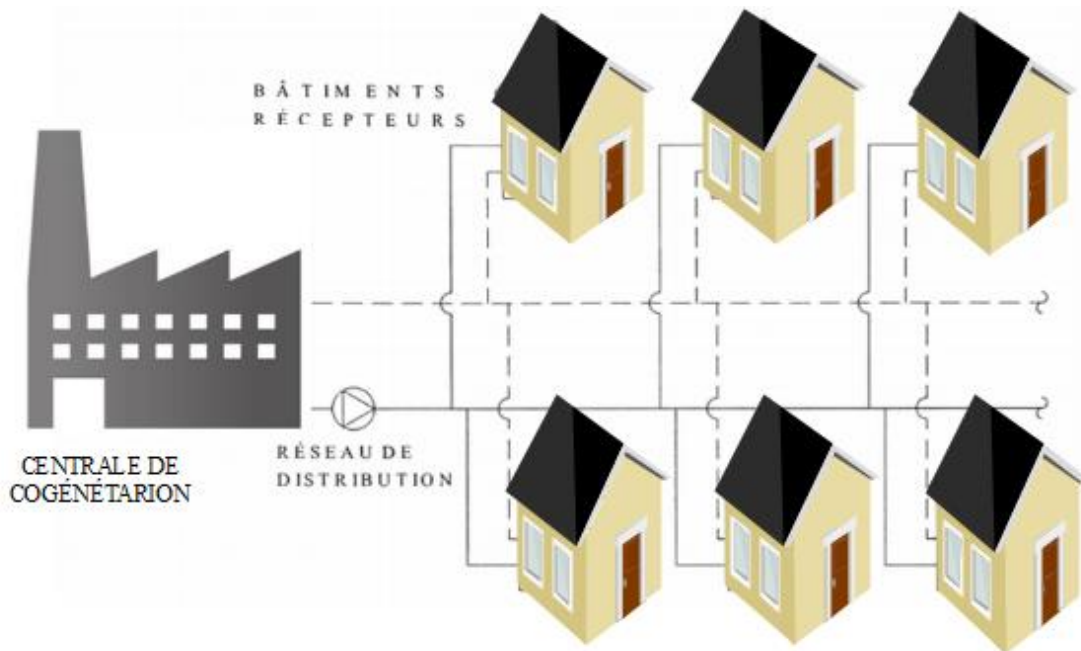 BÂTIMENTS
RÉCEPTEURS
RÉSEAU DE
DISTRIBUTION
CENTRALE DE
COGÉNÉTARION